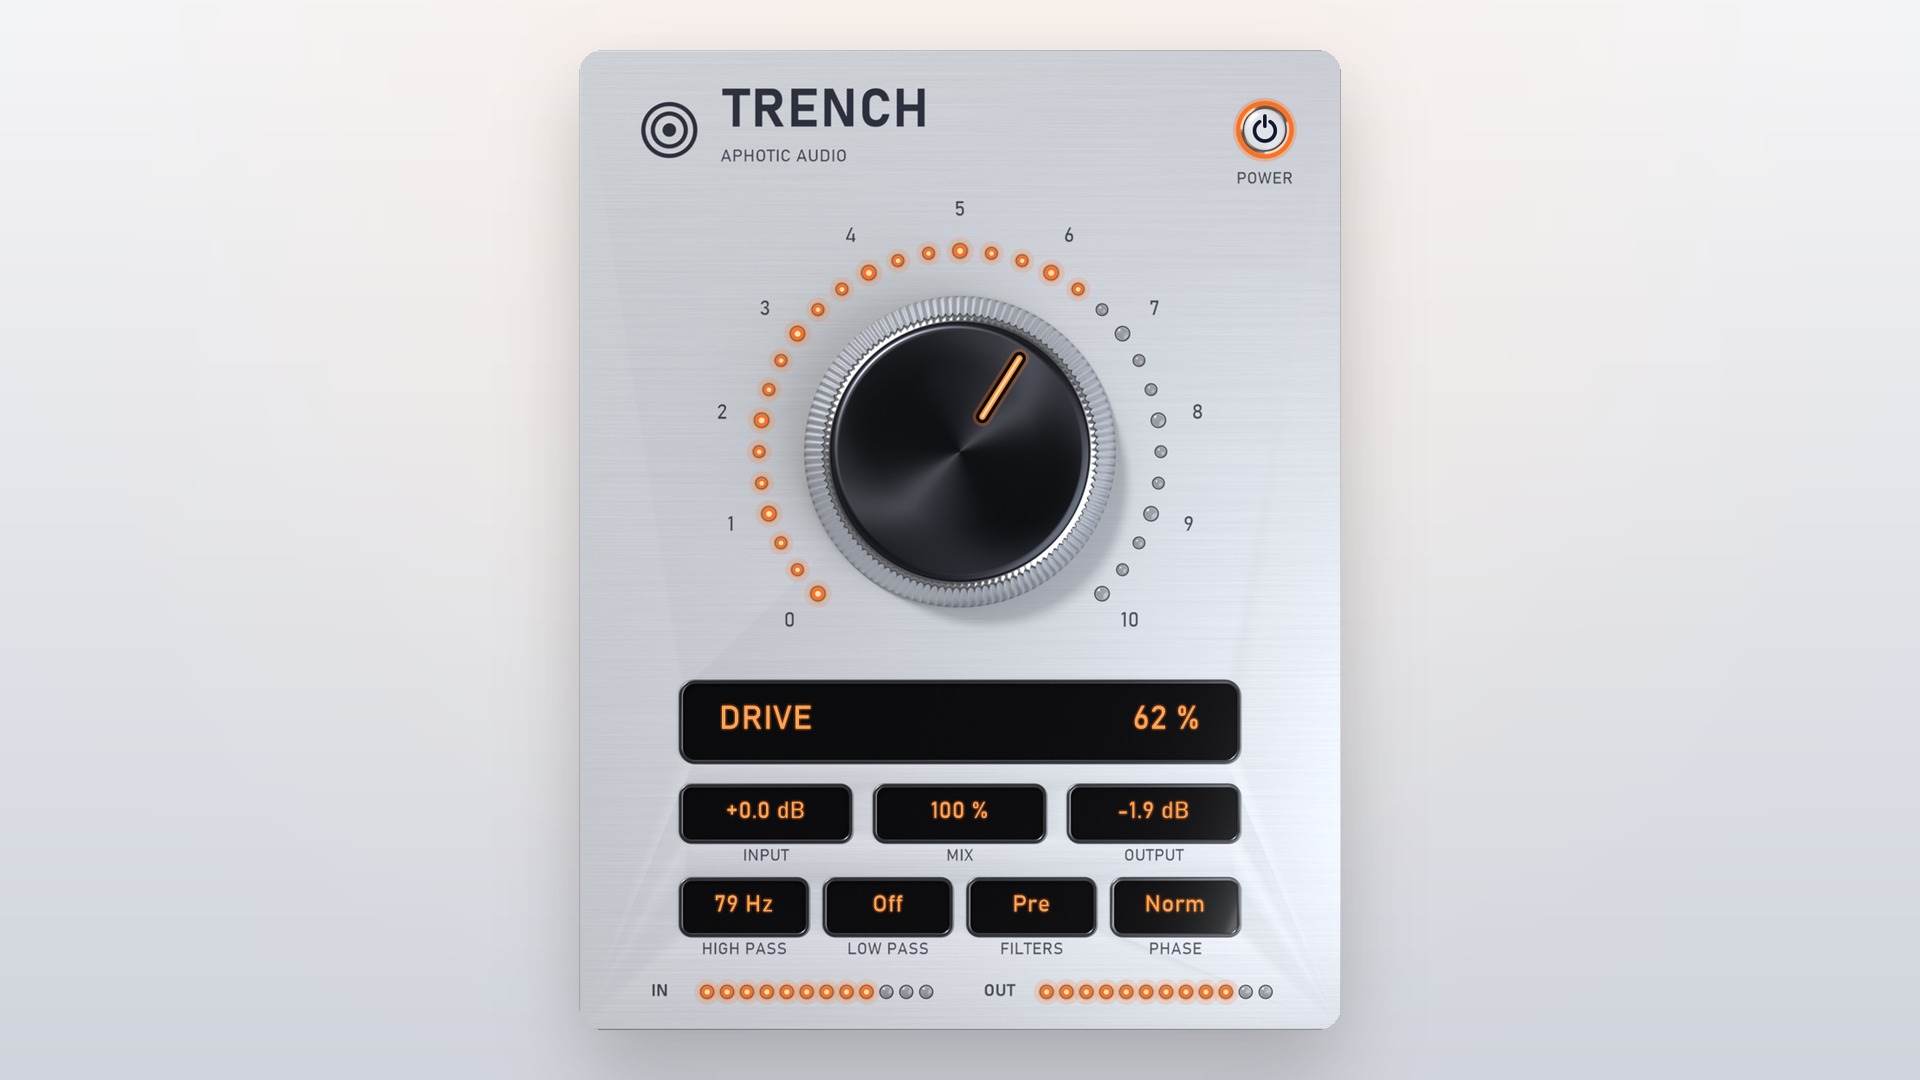 TRENCH
APHOTIC AUDIO
POWER
0
1
2
3
4
5
6
7
8
9
10
DRIVE 62 %
+0.0 dB 100 % -1.9 dB
INPUT MIX OUTPUT
79 Hz Off Pre Norm
HIGH PASS LOW PASS FILTERS PHASE
IN OUT